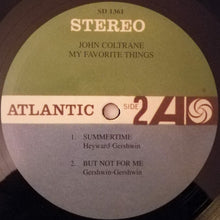 SD 1361
STEREO
JOHN COLTRANE
MY FAVORITE THINGS
ATLANTIC SIDE 2 A
1. SUMMERTIME
Heyward-Gershwin
2. BUT NOT FOR ME
Gershwin-Gershwin